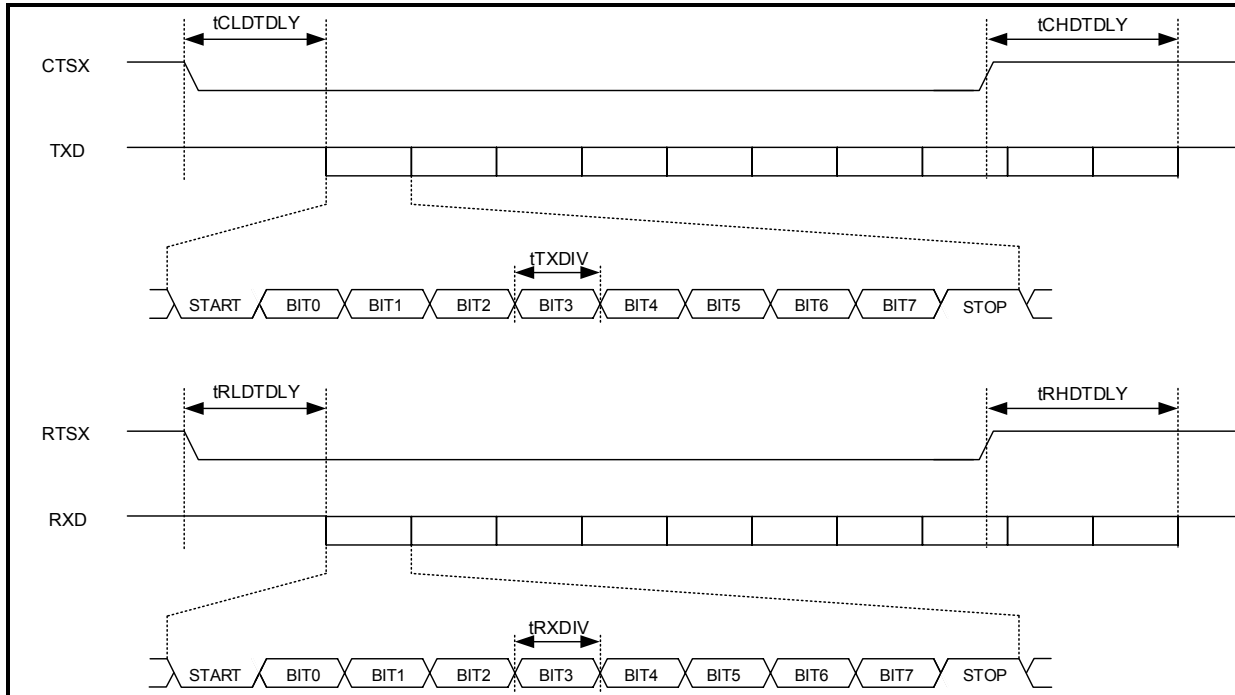 tCLDTDLY tCHDTDLY
CTSX
TXD
tTXDIV
START BIT0 BIT1 BIT2 BIT3 BIT4 BIT5 BIT6 BIT7 STOP
tRLDTDLY tRHDTDLY
RTSX
RXD
tRXDIV
START BIT0 BIT1 BIT2 BIT3 BIT4 BIT5 BIT6 BIT7 STOP